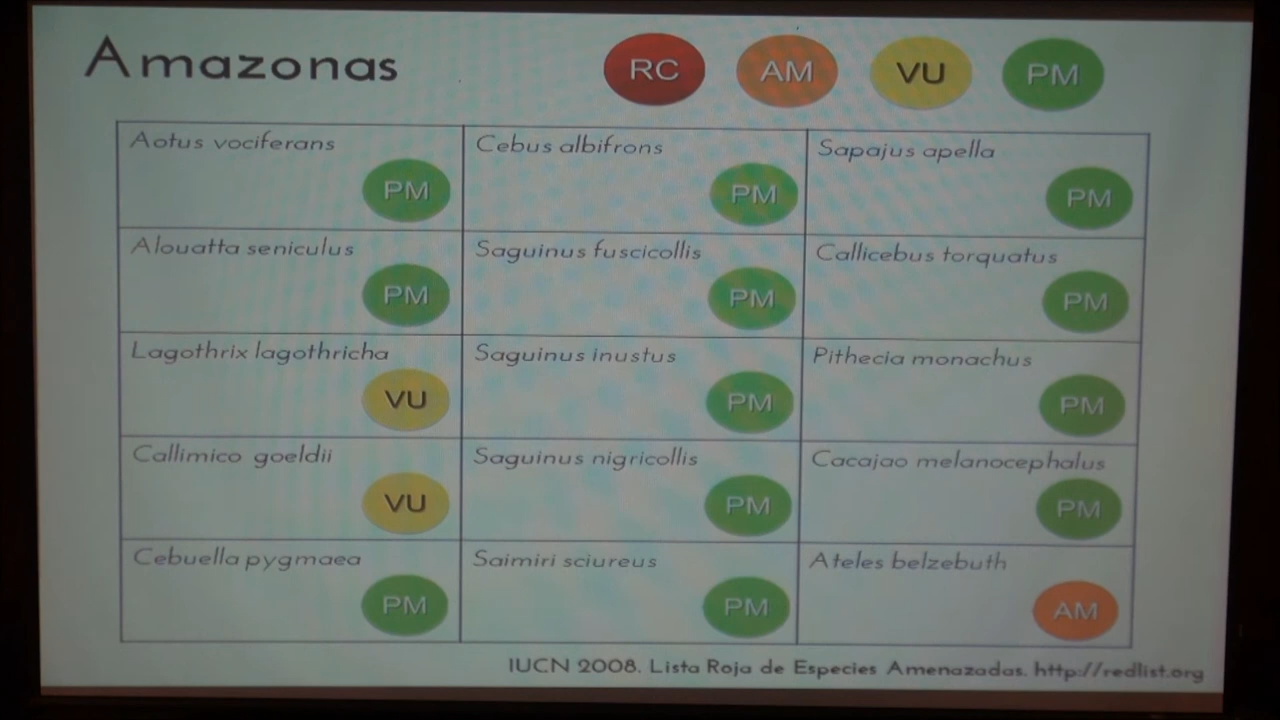 Amazonas
RC AM VU PM
Aotus vociferans Cebus albifrons Sapajus apella
PM PM PM
Alouatta seniculus Saguinus fuscicollis Callicebus torquatus
PM PM PM
Lagothrix lagothricha Saguinus inustus Pithecia monachus
VU PM PM
Callimico goeldii Saguinus nigricollis Cacajao melanocephalus
VU PM PM
Cebuella pygmaea Saimiri sciureus Ateles belzebuth
PM PM AM
IUCN 2008. Lista Roja de Especies Amenazadas. http://redlist.org